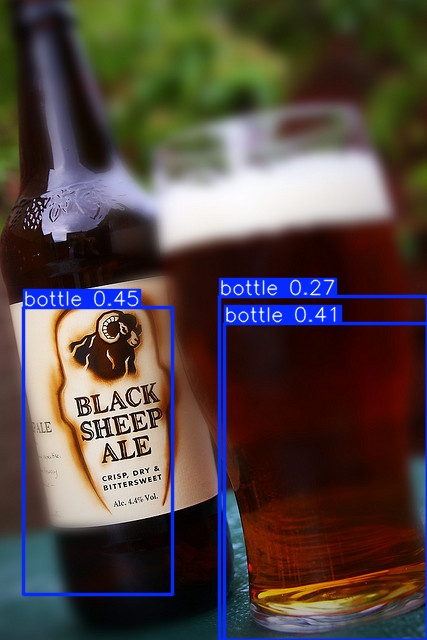 bottle 0.45
bottle 0.27
bottle 0.41
BLACK
SHEEP
ALE
CRISP, DRY &
BITTERSWEET
Alc. 4.4% Vol.
ALE